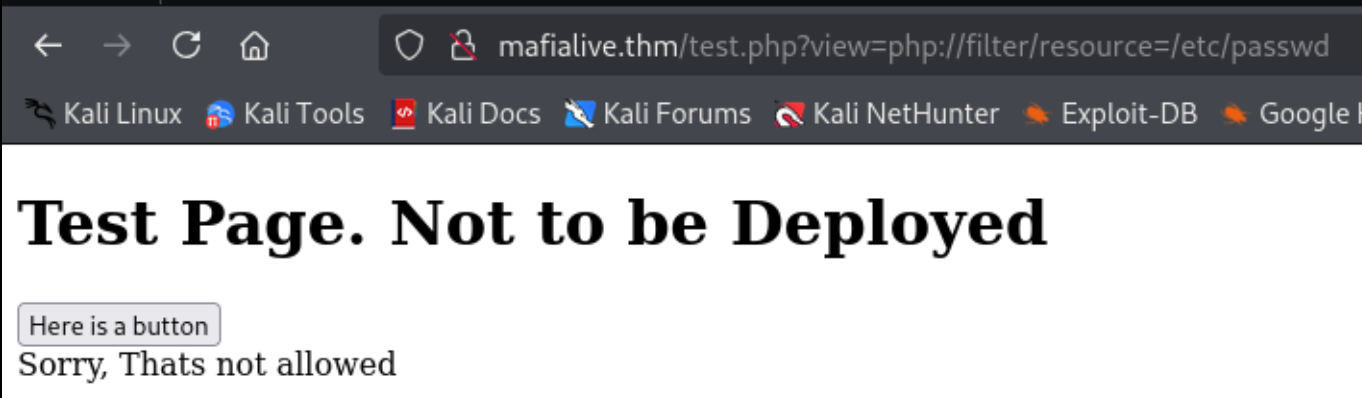 mafialive.thm/test.php?view=php://filter/resource=/etc/passwd
Kali Linux Kali Tools Kali Docs Kali Forums Kali NetHunter Exploit-DB Google
Test Page. Not to be Deployed
Here is a button
Sorry, Thats not allowed